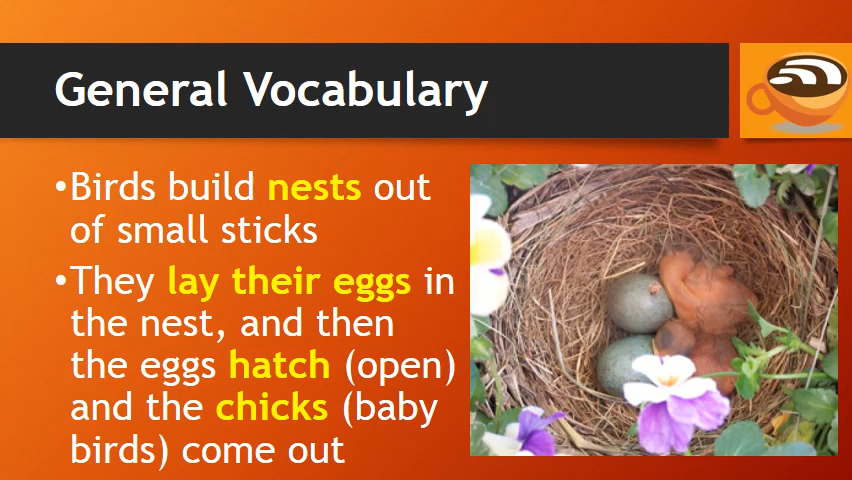 General Vocabulary
•Birds build nests out
of small sticks
•They lay their eggs in
the nest, and then
the eggs hatch (open)
and the chicks (baby
birds) come out